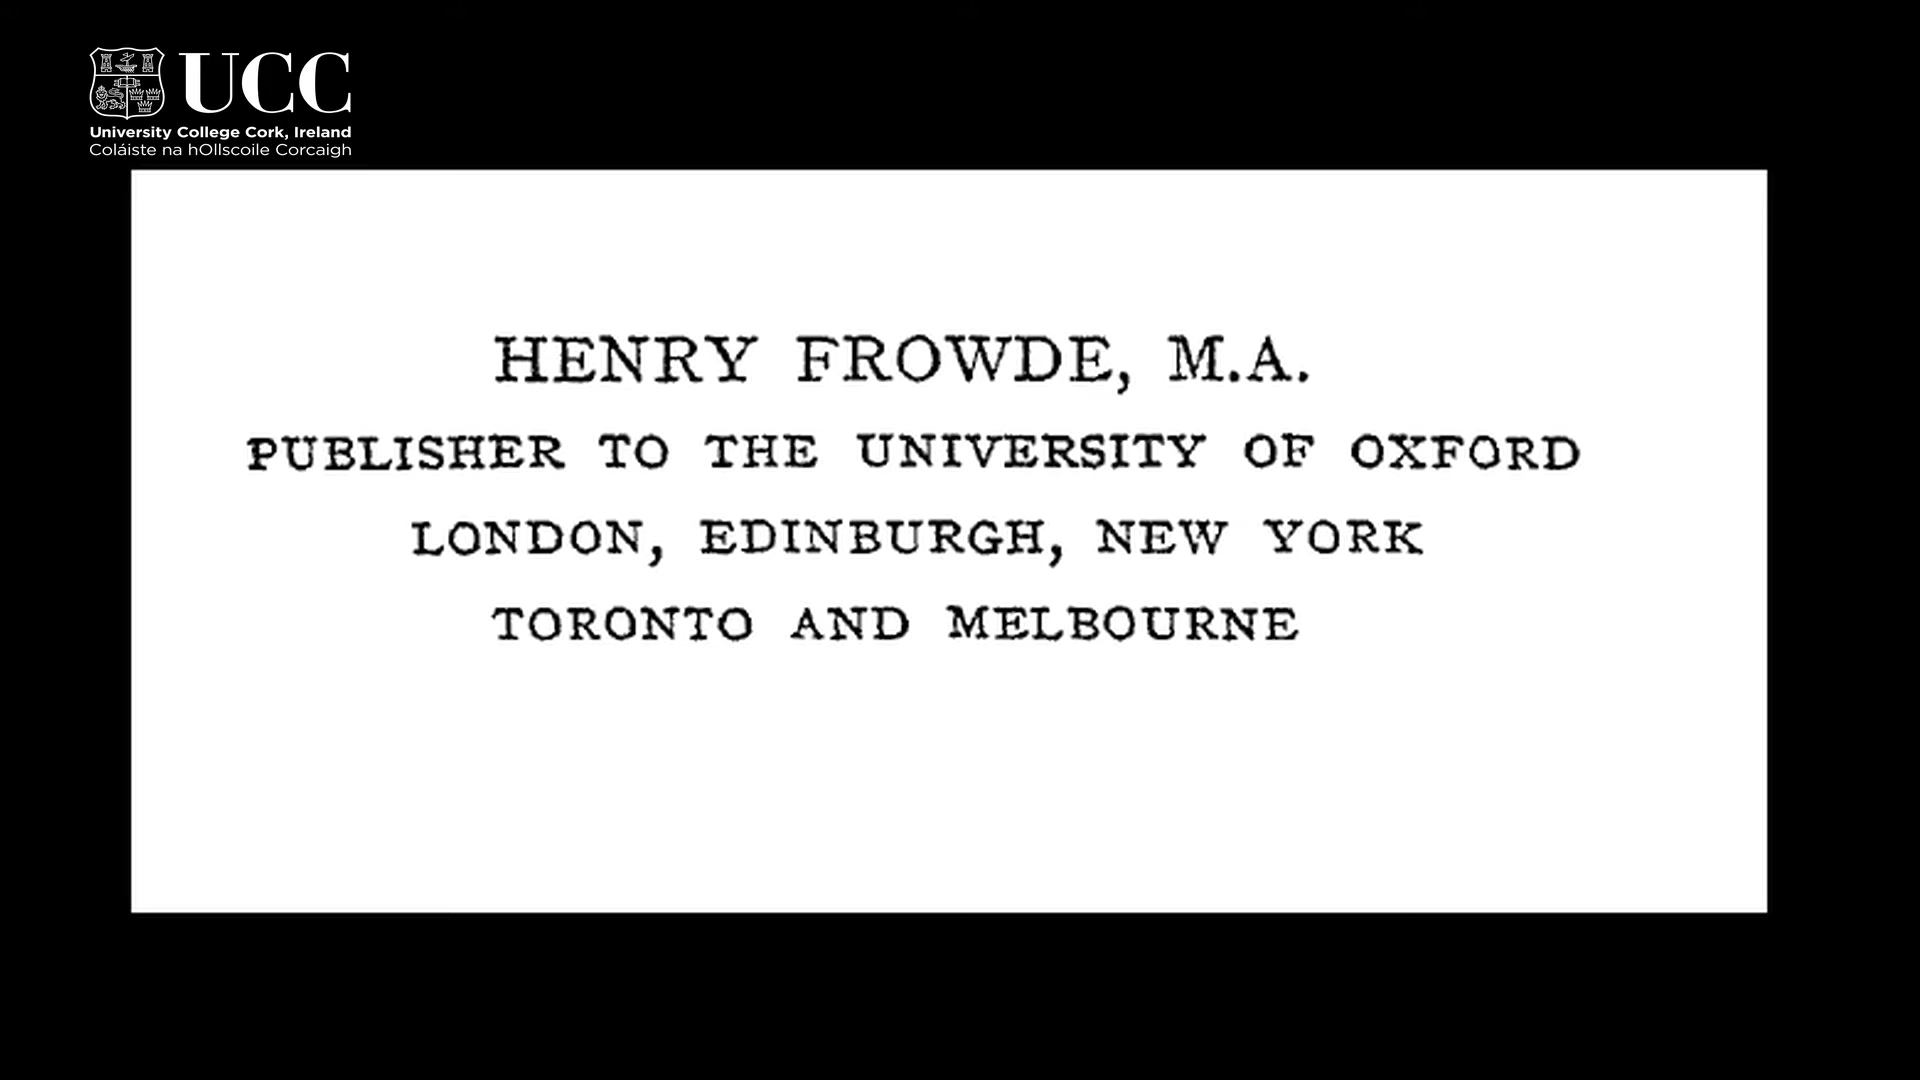 UCC
University College Cork, Ireland
Coláiste na hOllscoile Corcaigh
HENRY FROWDE, M.A.
PUBLISHER TO THE UNIVERSITY OF OXFORD
LONDON, EDINBURGH, NEW YORK
TORONTO AND MELBOURNE